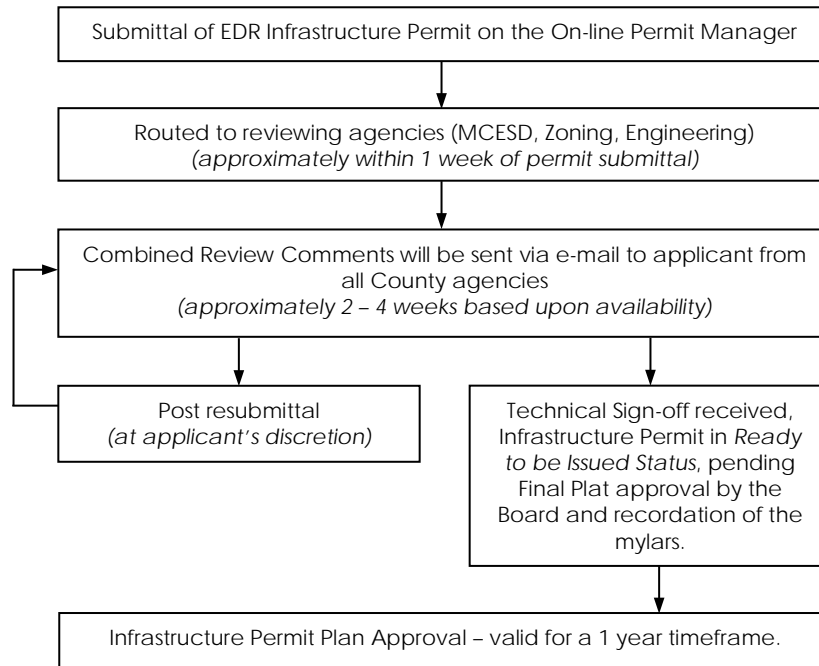 Submittal of EDR Infrastructure Permit on the On-line Permit Manager
Routed to reviewing agencies (MCESD, Zoning, Engineering)
(approximately within 1 week of permit submittal)
Combined Review Comments will be sent via e-mail to applicant from
all County agencies
(approximately 2 – 4 weeks based upon availability)
Post resubmittal
(at applicant's discretion)
Technical Sign-off received,
Infrastructure Permit in Ready
to be Issued Status, pending
Final Plat approval by the
Board and recordation of the
mylars.
Infrastructure Permit Plan Approval – valid for a 1 year timeframe.